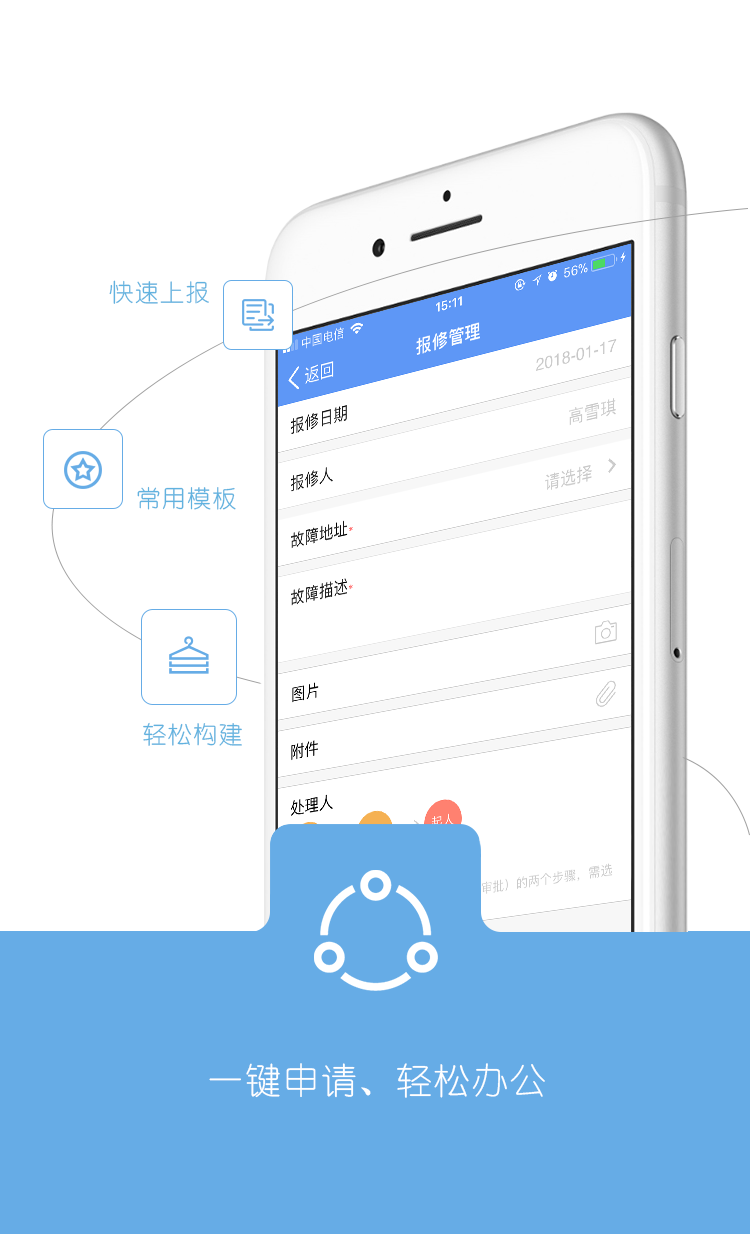 快速上报
常用模板
轻松构建
中国电信
15:11
56%
返回
报修管理
报修日期
2018-01-17
报修人
高雪琪
故障地址*
请选择
故障描述*
图片
附件
处理人
起人
审批）的两个步骤，需选
一键申请、轻松办公